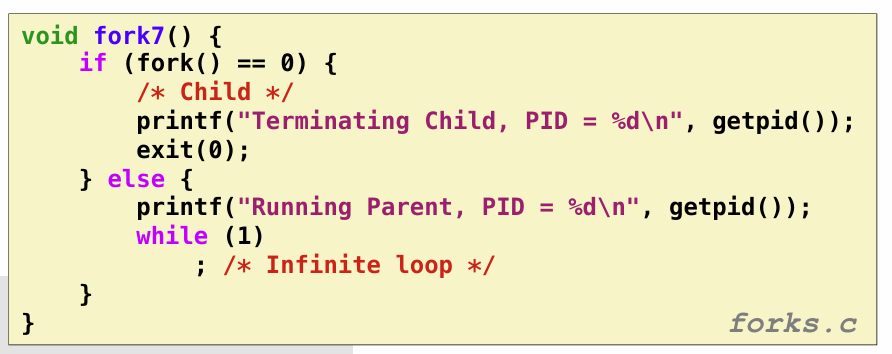 void fork7() {
    if (fork() == 0) {
        /* Child */
        printf("Terminating Child, PID = %d\n", getpid());
        exit(0);
    } else {
        printf("Running Parent, PID = %d\n", getpid());
        while (1)
            ; /* Infinite loop */
    }
}
forks.c